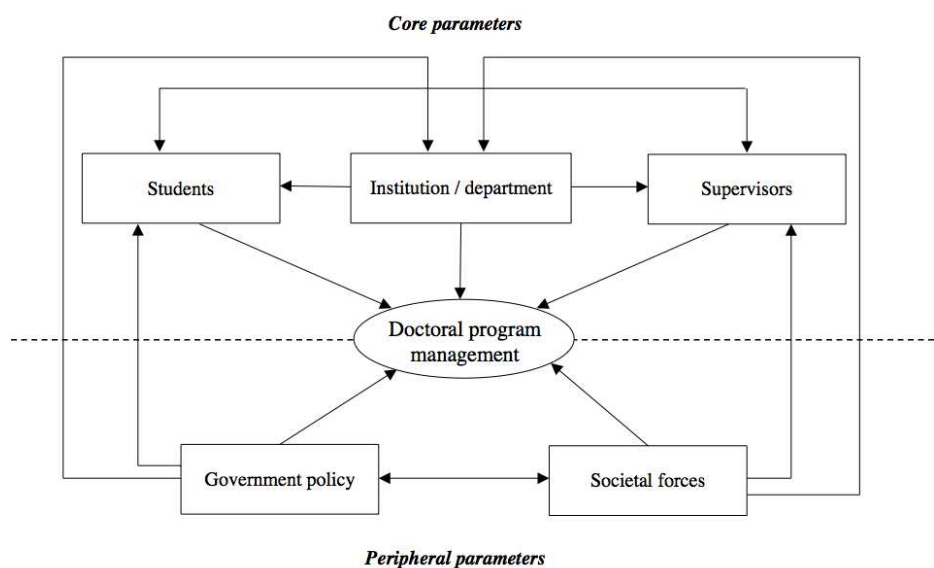 Core parameters
Students
Institution / department
Supervisors
Doctoral program
management
Government policy
Societal forces
Peripheral parameters